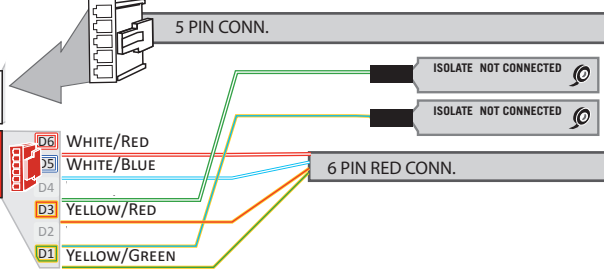 5 PIN CONN.
ISOLATE NOT CONNECTED
ISOLATE NOT CONNECTED
D6 WHITE/RED
D5 WHITE/BLUE
6 PIN RED CONN.
D4
D3 YELLOW/RED
D2
D1 YELLOW/GREEN